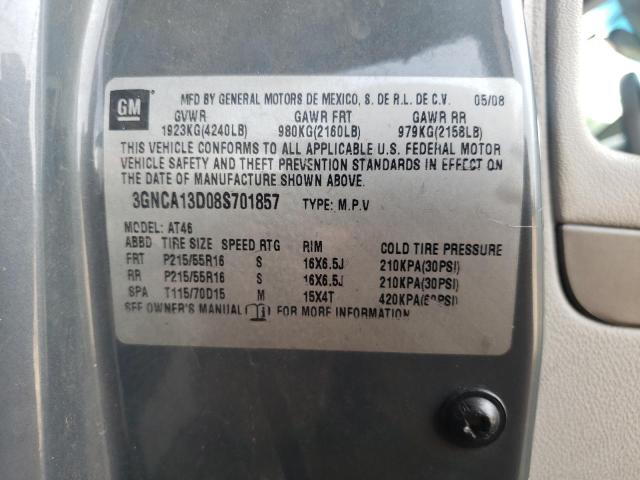 GM
MFD BY GENERAL MOTORS DE MEXICO, S. DE R.L. DE C.V. 05/08
GVWR GAWR FRT GAWR RR
1923KG(4240LB) 980KG(2160LB) 979KG(2158LB)
THIS VEHICLE CONFORMS TO ALL APPLICABLE U.S. FEDERAL MOTOR
VEHICLE SAFETY AND THEFT PREVENTION STANDARDS IN EFFECT ON
THE DATE OF MANUFACTURE SHOWN ABOVE.
3GNCA13D08S701857 TYPE: M.P.V
MODEL: AT46
ABBD TIRE SIZE SPEED RTG RIM COLD TIRE PRESSURE
FRT P215/55R16 S 16X6.5J 210KPA(30PSI)
RR P215/55R16 S 16X6.5J 210KPA(30PSI)
SPA T115/70D15 M 15X4T 420KPA(60PSI)
SEE OWNER'S MANUAL FOR MORE INFORMATION